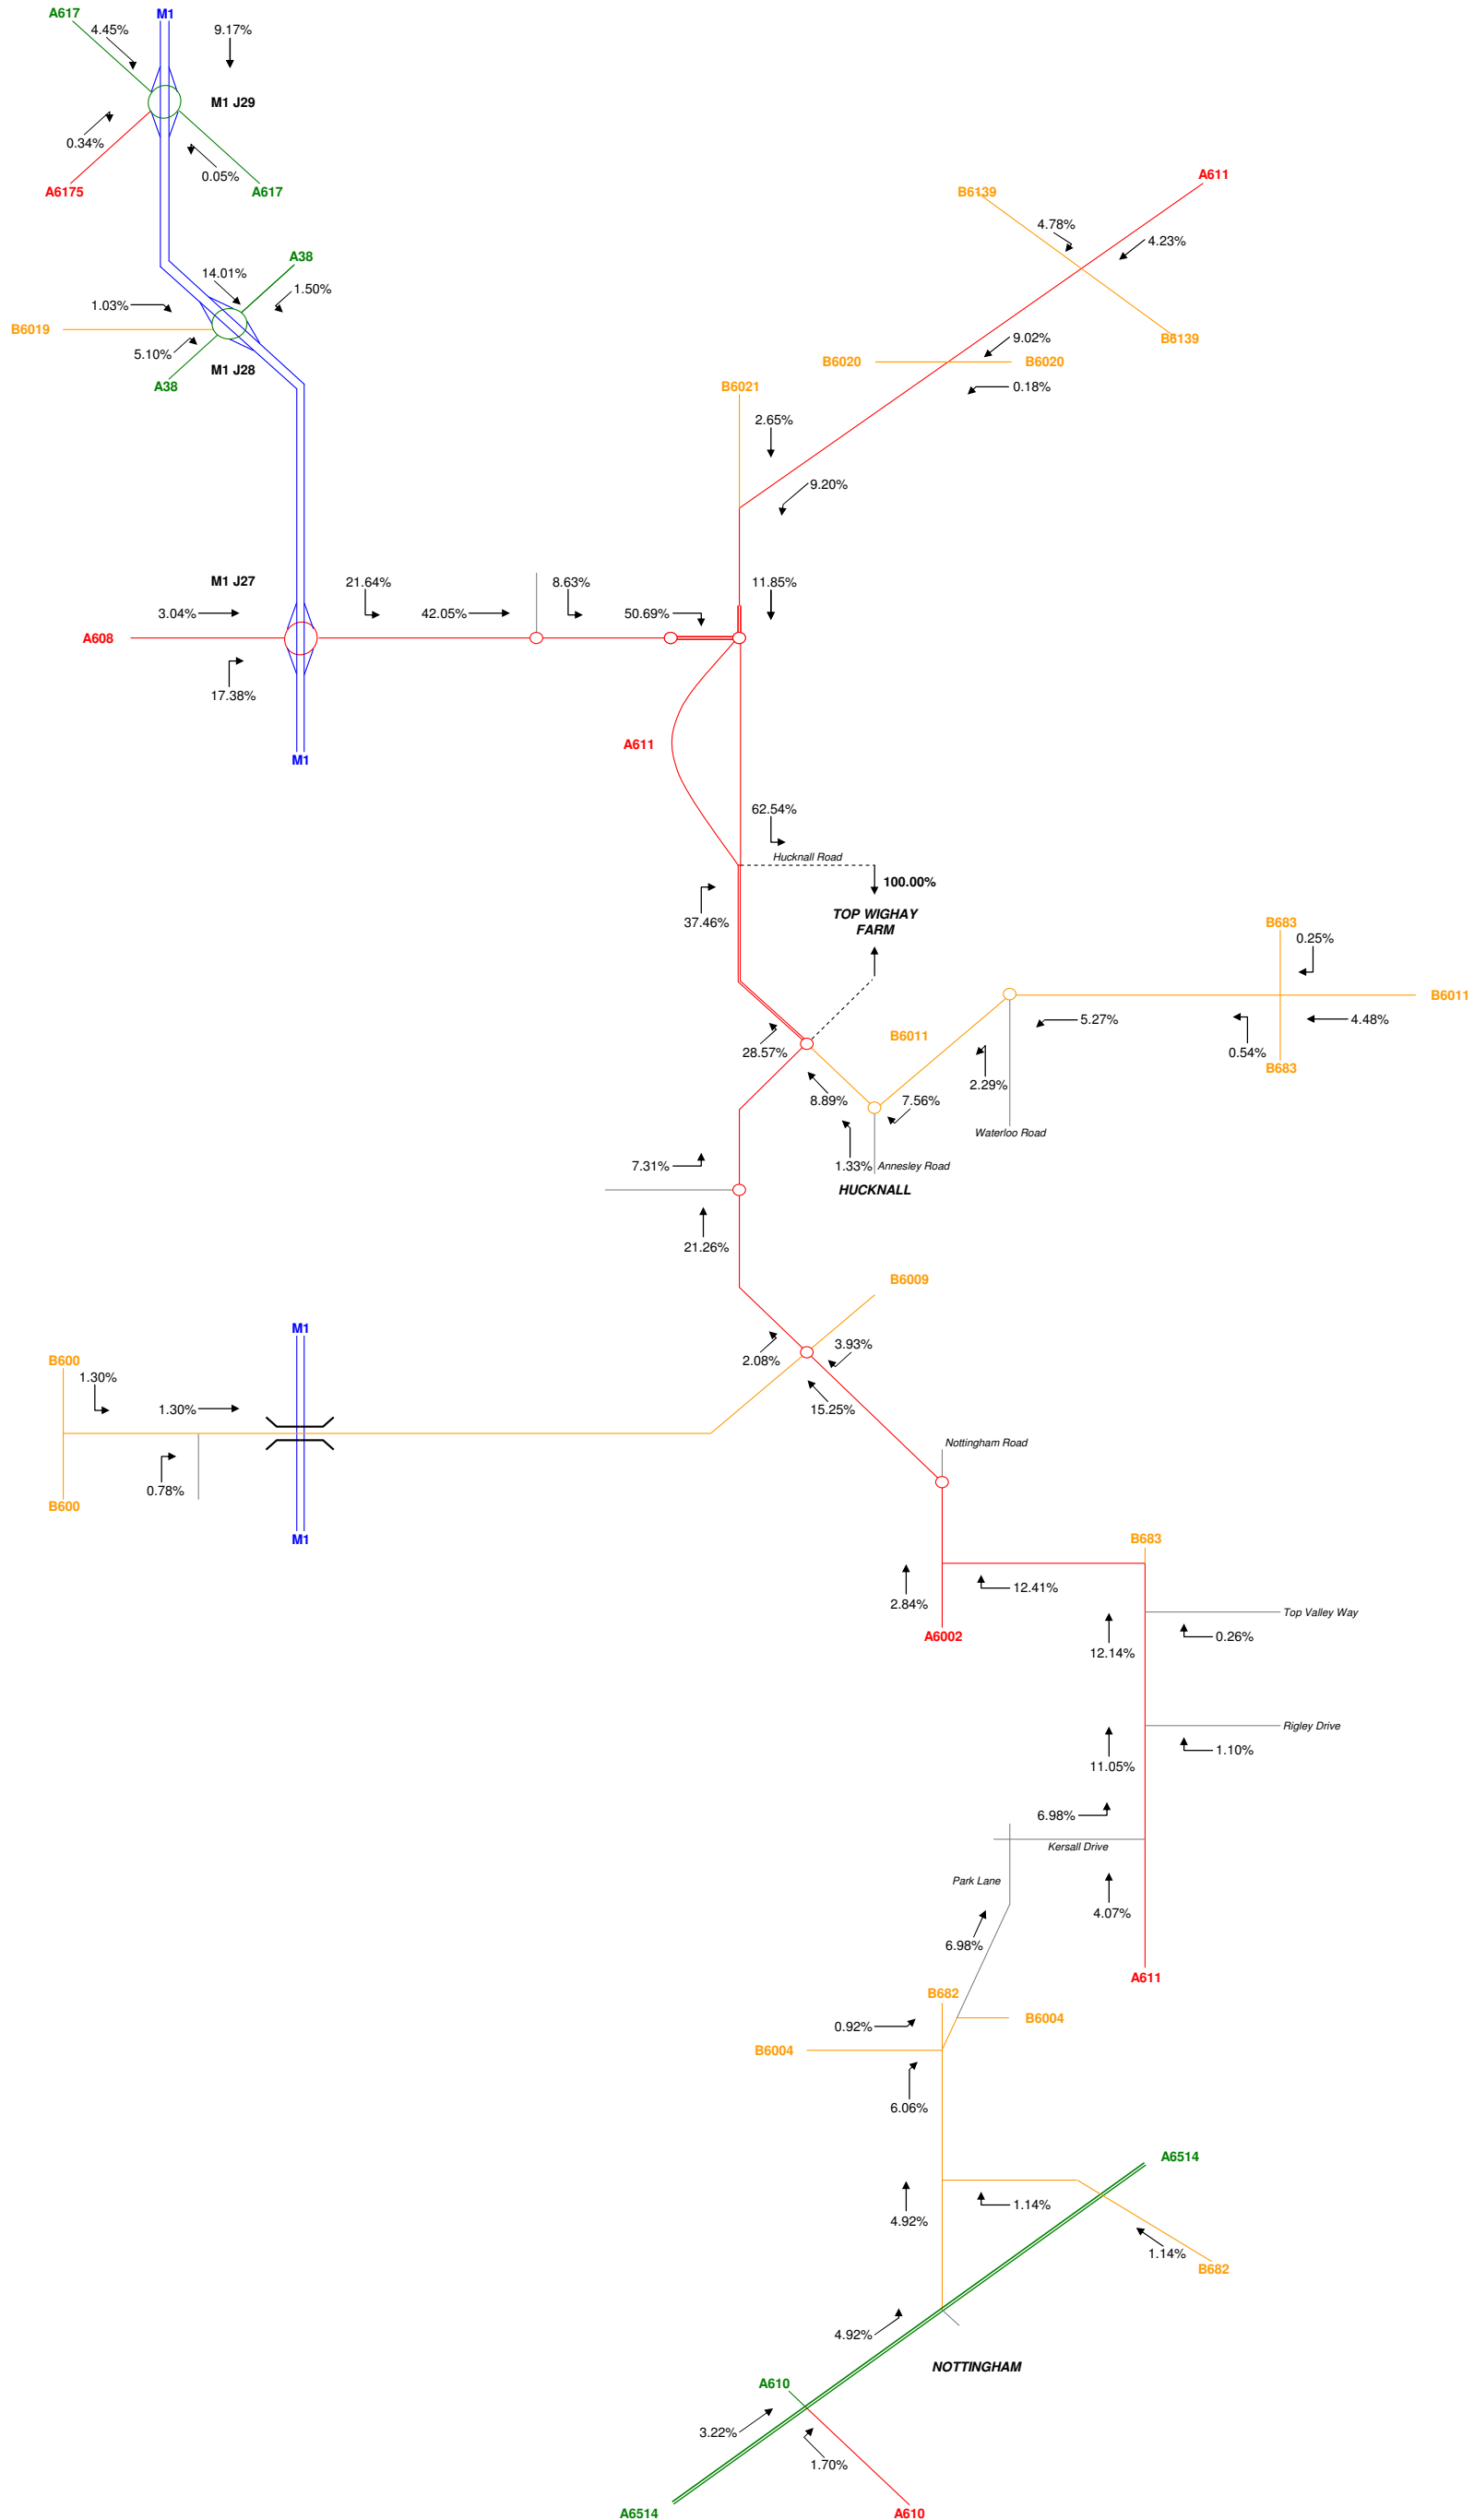 A617
M1
4.45%
9.17%
M1 J29
0.34%
0.05%
A6175
A617
A611
B6139
4.78%
4.23%
A38
14.01%
1.50%
1.03%
B6019
5.10%
M1 J28
A38
9.02%
B6139
B6020
B6020
0.18%
B6021
2.65%
9.20%
M1 J27
21.64%
8.63%
11.85%
3.04%
42.05%
50.69%
A608
17.38%
A611
M1
62.54%
Hucknall Road
100.00%
TOP WIGHAY
FARM
37.46%
B683
0.25%
B6011
5.27%
4.48%
B6011
28.57%
0.54%
B683
2.29%
8.89%
7.56%
Waterloo Road
7.31%
1.33%
Annesley Road
HUCKNALL
21.26%
B6009
M1
2.08%
3.93%
B600
1.30%
1.30%
15.25%
Nottingham Road
0.78%
B600
M1
B683
12.41%
2.84%
Top Valley Way
A6002
0.26%
12.14%
Rigley Drive
1.10%
11.05%
6.98%
Kersall Drive
Park Lane
4.07%
6.98%
A611
B682
0.92%
B6004
B6004
6.06%
A6514
1.14%
4.92%
1.14%
B682
4.92%
NOTTINGHAM
A610
3.22%
1.70%
A6514
A610